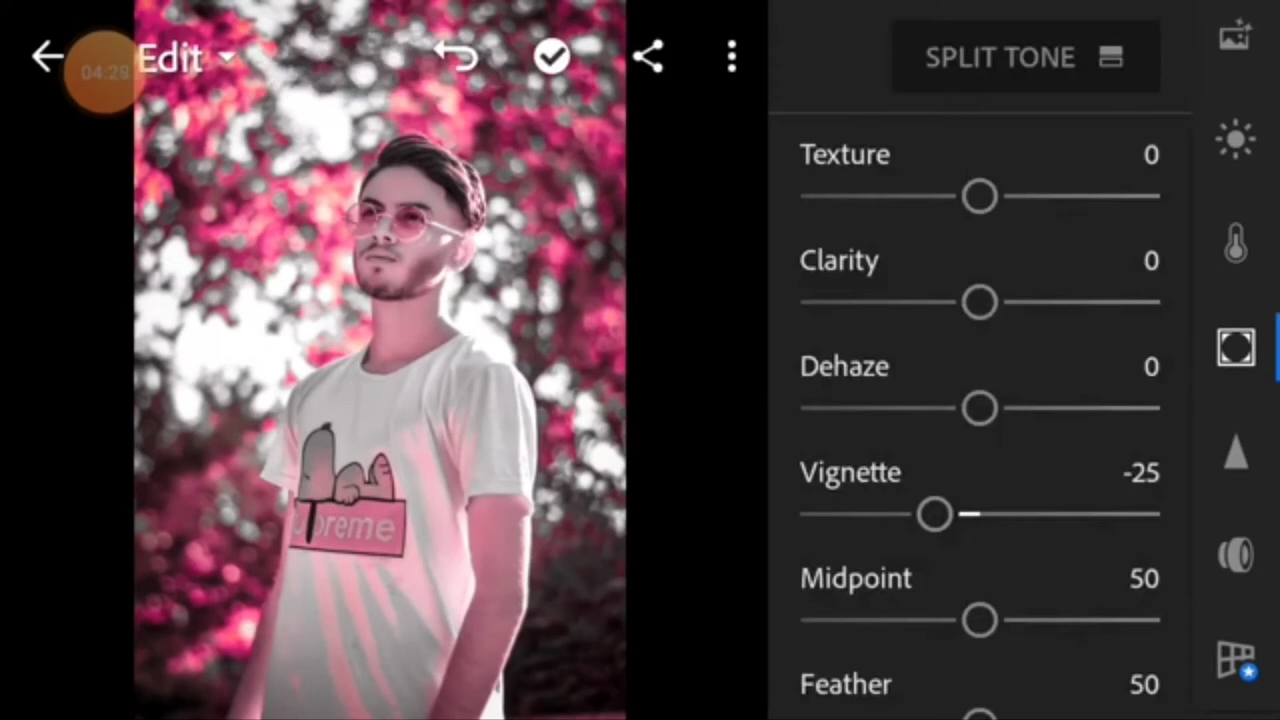 04:29
Edit
SPLIT TONE
Texture 0
Clarity 0
Dehaze 0
Vignette -25
Midpoint 50
Feather 50
preme